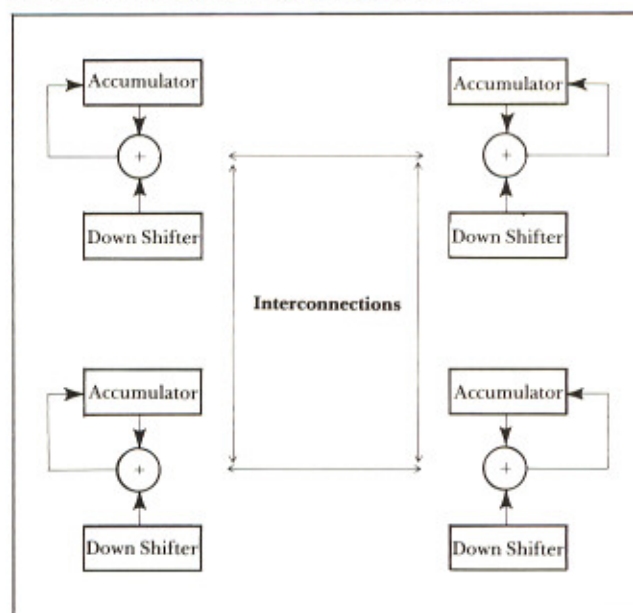 Accumulator
Accumulator
+
+
Down Shifter
Down Shifter
Interconnections
Accumulator
Accumulator
+
+
Down Shifter
Down Shifter